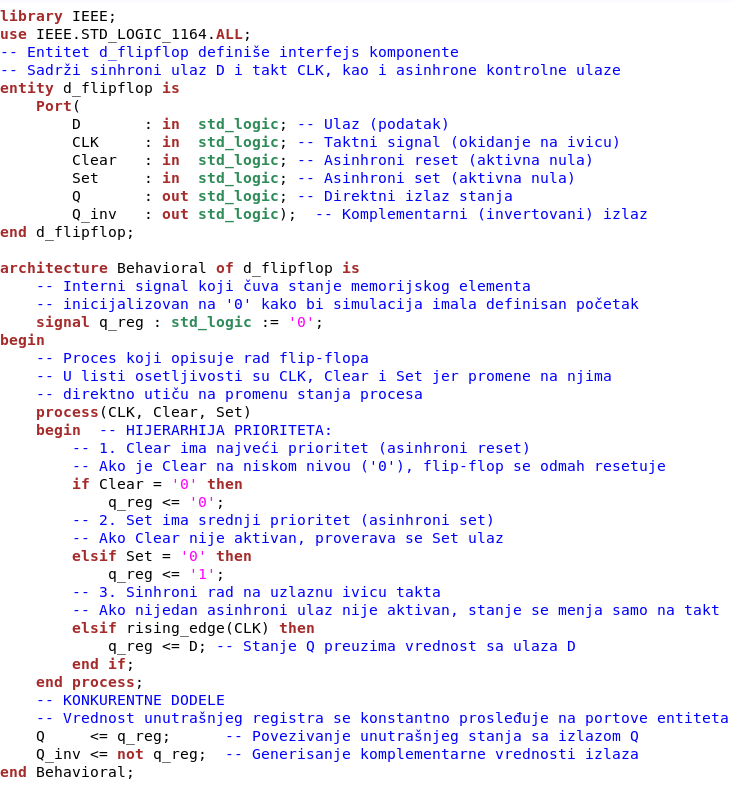 library IEEE;
use IEEE.STD_LOGIC_1164.ALL;
-- Entitet d_flipflop definiše interfejs komponente
-- Sadrži sinhroni ulaz D i takt CLK, kao i asinhrone kontrolne ulaze
entity d_flipflop is
    Port(
        D       : in  std_logic; -- Ulaz (podatak)
        CLK     : in  std_logic; -- Taktni signal (okidanje na ivicu)
        Clear   : in  std_logic; -- Asinhroni reset (aktivna nula)
        Set     : in  std_logic; -- Asinhroni set (aktivna nula)
        Q       : out std_logic; -- Direktni izlaz stanja
        Q_inv   : out std_logic);  -- Komplementarni (invertovani) izlaz
end d_flipflop;

architecture Behavioral of d_flipflop is
    -- Interni signal koji čuva stanje memorijskog elementa
    -- inicijalizovan na '0' kako bi simulacija imala definisan početak
    signal q_reg : std_logic := '0';
begin
    -- Proces koji opisuje rad flip-flopa
    -- U listi osetljivosti su CLK, Clear i Set jer promene na njima
    -- direktno utiču na promenu stanja procesa
    process(CLK, Clear, Set)
    begin  -- HIJERARHIJA PRIORITETA:
        -- 1. Clear ima najveći prioritet (asinhroni reset)
        -- Ako je Clear na niskom nivou ('0'), flip-flop se odmah resetuje
        if Clear = '0' then
            q_reg <= '0';
        -- 2. Set ima srednji prioritet (asinhroni set)
        -- Ako Clear nije aktivan, proverava se Set ulaz
        elsif Set = '0' then
            q_reg <= '1';
        -- 3. Sinhroni rad na uzlaznu ivicu takta
        -- Ako nijedan asinhroni ulaz nije aktivan, stanje se menja samo na takt
        elsif rising_edge(CLK) then
            q_reg <= D; -- Stanje Q preuzima vrednost sa ulaza D
        end if;
    end process;
    -- KONKURENTNE DODELE
    -- Vrednost unutrašnjeg registra se konstantno prosleđuje na portove entiteta
    Q     <= q_reg;      -- Povezivanje unutrašnjeg stanja sa izlazom Q
    Q_inv <= not q_reg;  -- Generisanje komplementarne vrednosti izlaza
end Behavioral;